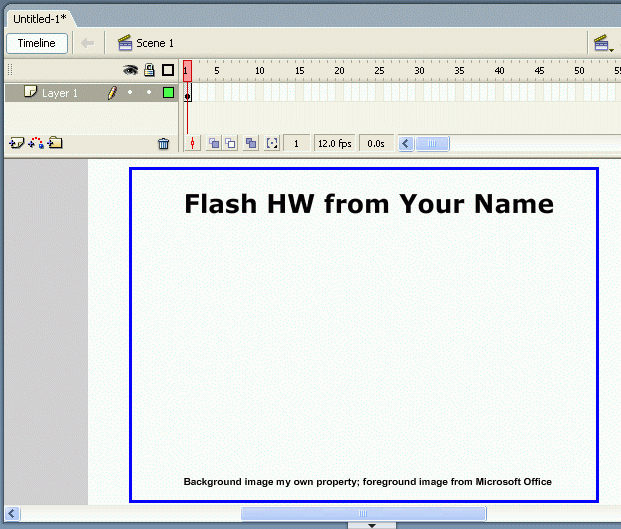 Untitled-1*
Timeline
Scene 1
1 5 10 15 20 25 30 35 40 45 50 55
Layer 1
1 12.0 fps 0.0s
Flash HW from Your Name
Background image my own property; foreground image from Microsoft Office